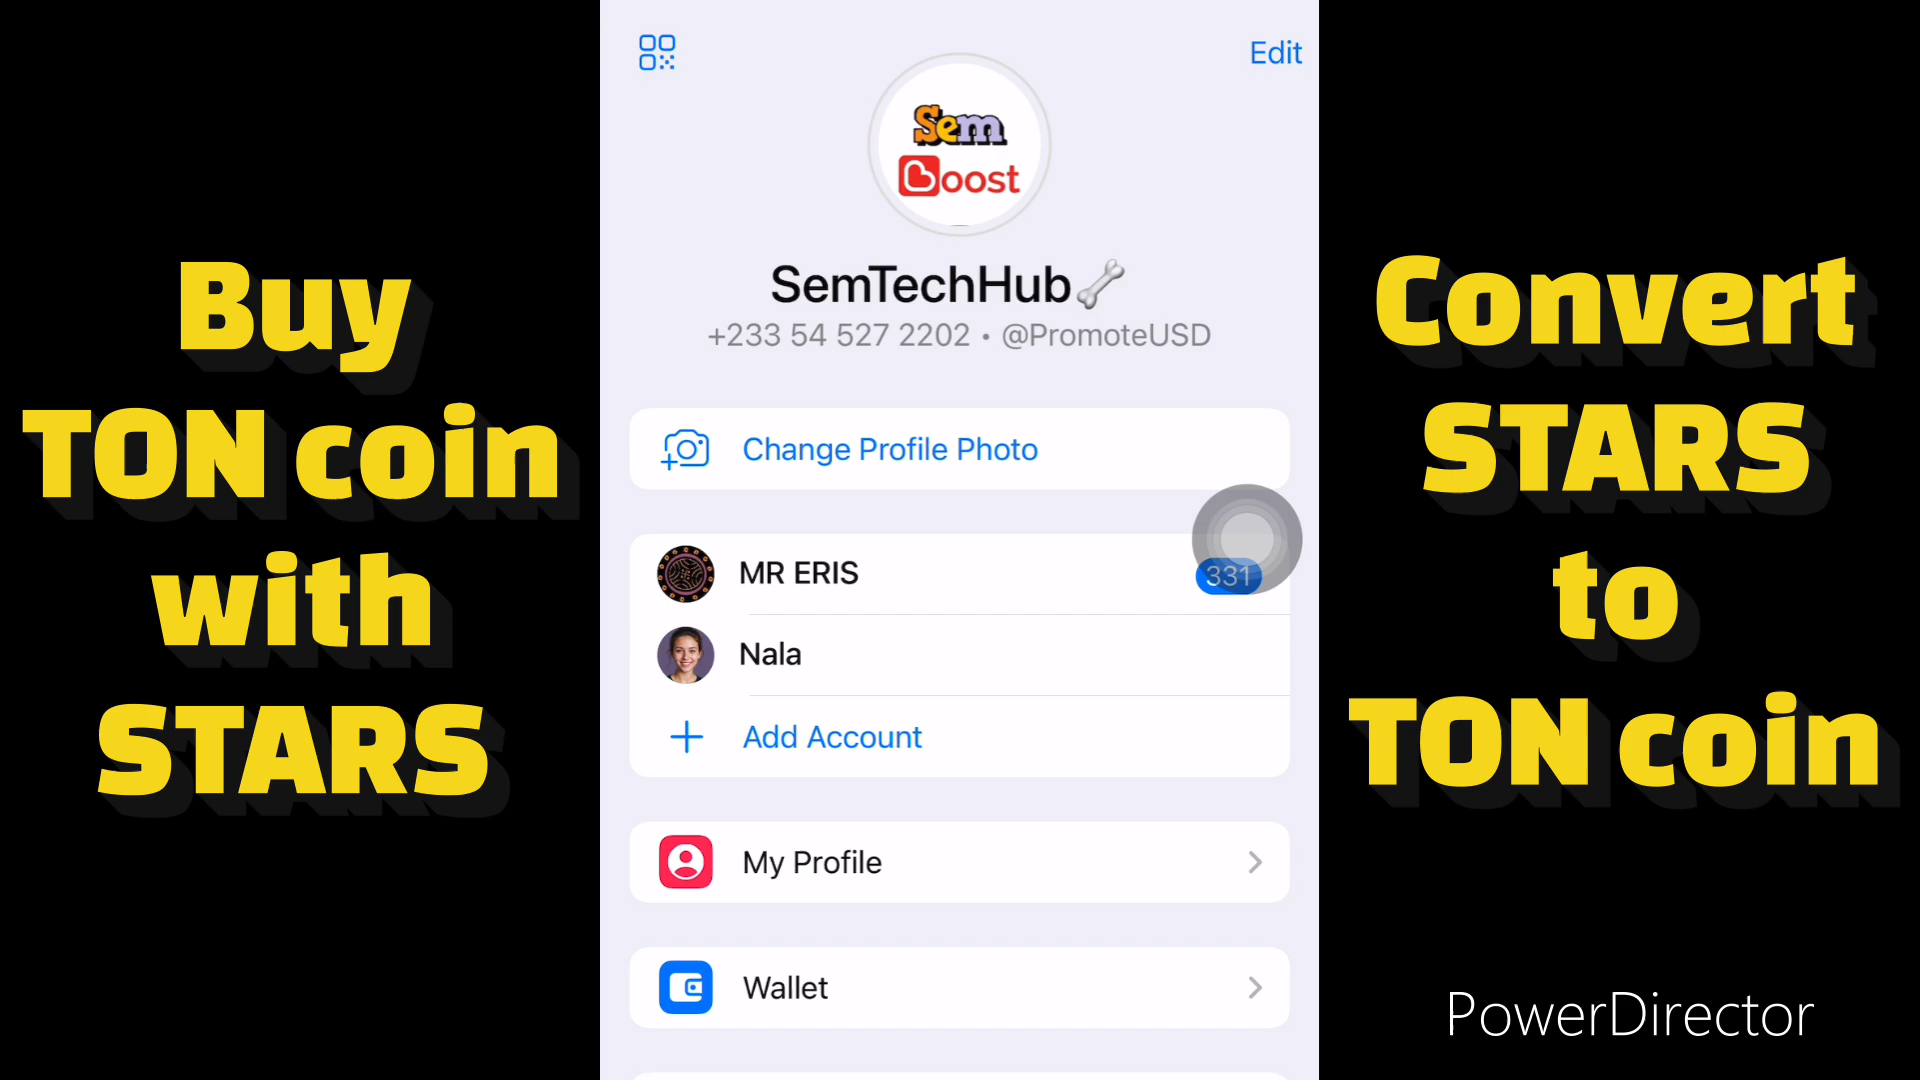 Buy
TON coin
with
STARS
Edit
Sem
Boost
SemTechHub
+233 54 527 2202 • @PromoteUSD
Change Profile Photo
MR ERIS
331
Nala
Add Account
My Profile
Wallet
Convert
STARS
to
TON coin
PowerDirector